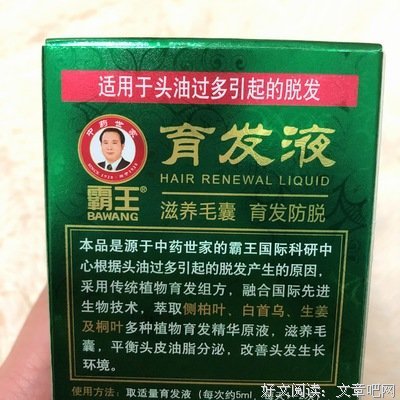 适用于头油过多引起的脱发
中药世家
霸王®
BAWANG
育发液
HAIR RENEWAL LIQUID
滋养毛囊 育发防脱
本品是源于中药世家的霸王国际科研中
心根据头油过多引起的脱发产生的原因,
采用传统植物育发组方,融合国际先进
生物技术,萃取侧柏叶、白首乌、生姜
及桐叶多种植物育发精华原液,滋养毛
囊,平衡头皮油脂分泌,改善头发生长
环境。
使用方法:取适量育发液(每次约5ml,
好文阅读:文章吧网